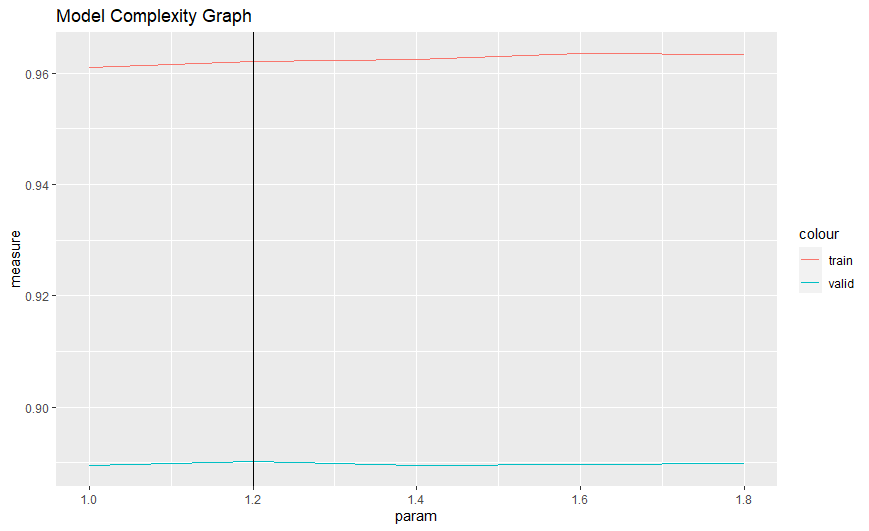 Model Complexity Graph
measure
0.96
0.94
0.92
0.90
1.0 1.2 1.4 1.6 1.8
param
colour
train
valid